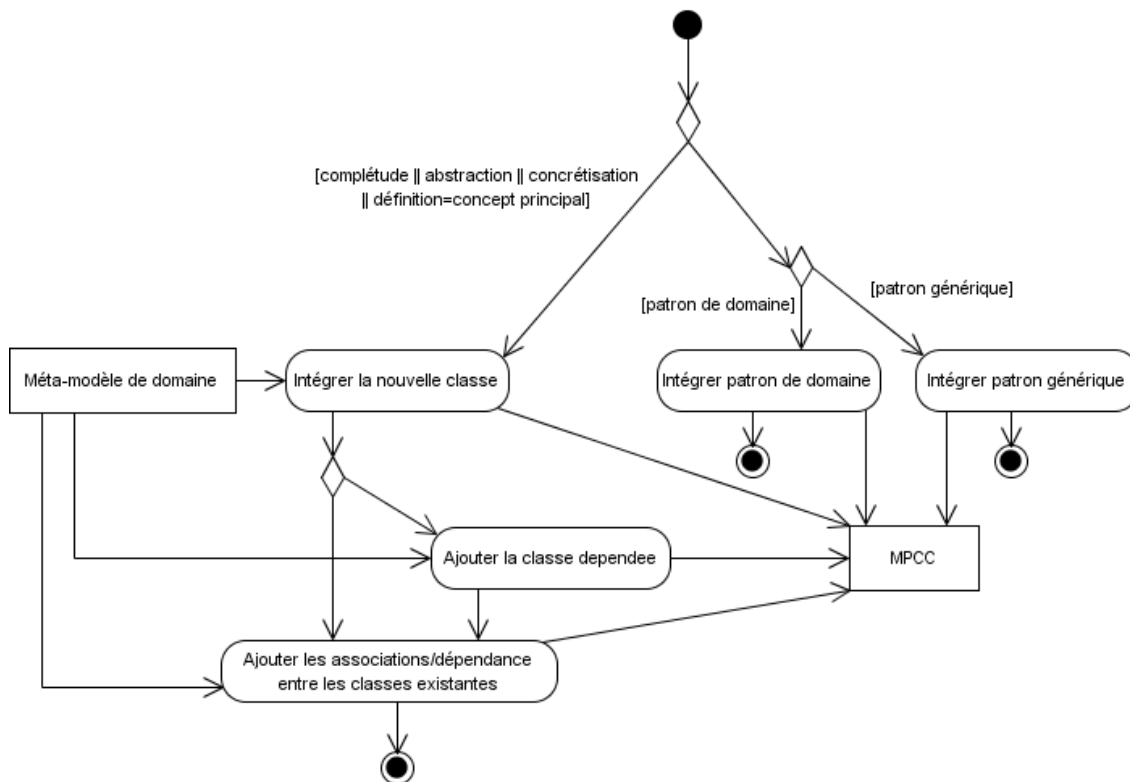 [complétude || abstraction || concrétisation
|| définition=concept principal]
[patron générique]
[patron de domaine]
Méta-modèle de domaine
Intégrer la nouvelle classe
Intégrer patron de domaine
Intégrer patron générique
Ajouter la classe dependee
MPCC
Ajouter les associations/dépendance
entre les classes existantes